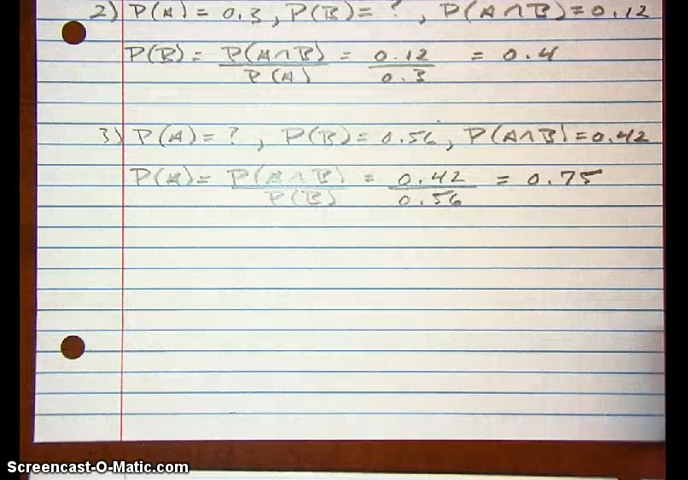 2) P(A) = 0.3, P(B) = ?, P(A∩B) = 0.12
P(B) = P(A∩B) / P(A) = 0.12 / 0.3 = 0.4
3) P(A) = ?, P(B) = 0.56, P(A∩B) = 0.42
P(A) = P(A∩B) / P(B) = 0.42 / 0.56 = 0.75
Screencast-O-Matic.com